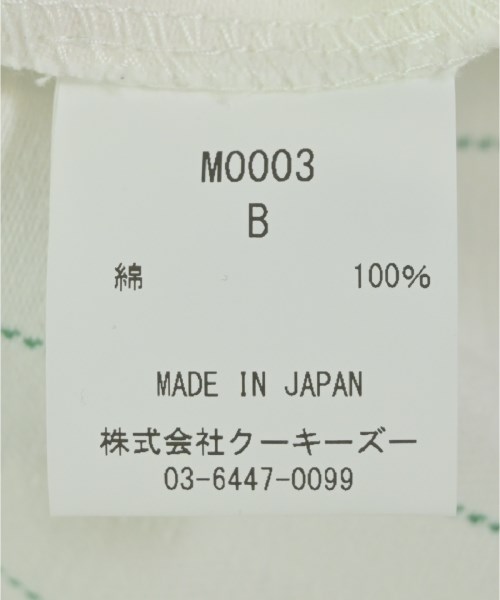 M0003
B
綿 100%
MADE IN JAPAN
株式会社クーキーズー
03-6447-0099